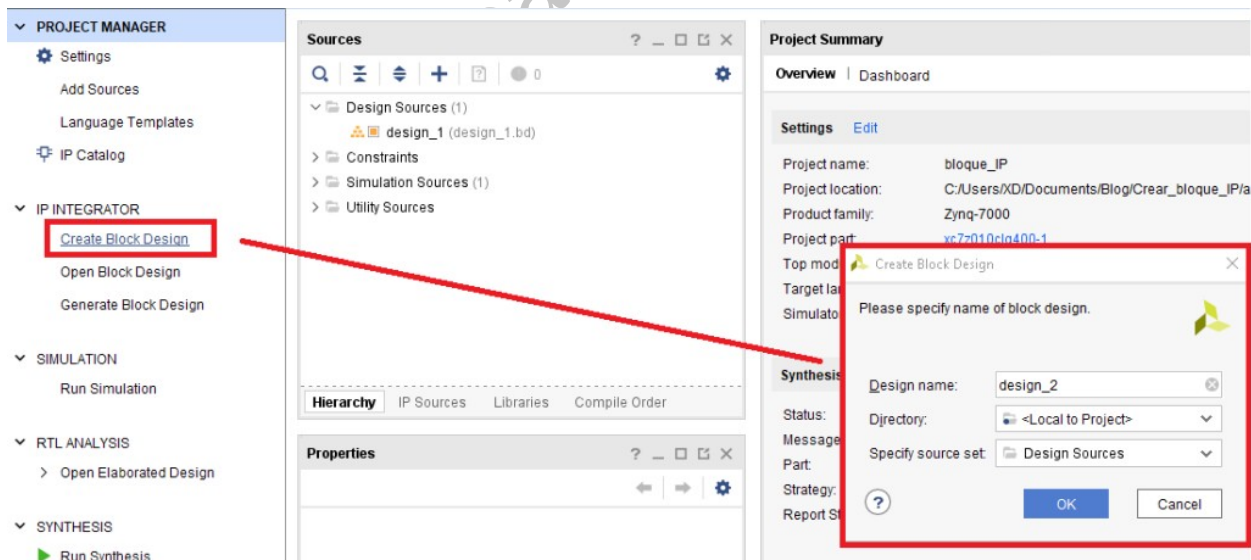 PROJECT MANAGER
Settings
Add Sources
Language Templates
IP Catalog
IP INTEGRATOR
Create Block Design
Open Block Design
Generate Block Design
SIMULATION
Run Simulation
RTL ANALYSIS
Open Elaborated Design
SYNTHESIS
Run Synthesis
Sources
0
Design Sources (1)
design_1 (design_1.bd)
Constraints
Simulation Sources (1)
Utility Sources
Hierarchy IP Sources Libraries Compile Order
Properties
Project Summary
Overview | Dashboard
Settings Edit
Project name: bloque_IP
Project location: C:/Users/XD/Documents/Blog/Crear_bloque_IP/a
Product family: Zynq-7000
Project part: xc7z010clg400-1
Top mod
Target la
Simulato
Synthesis
Status:
Message
Part:
Strategy:
Report St
Create Block Design
Please specify name of block design.
Design name: design_2
Directory: <Local to Project>
Specify source set: Design Sources
? OK Cancel